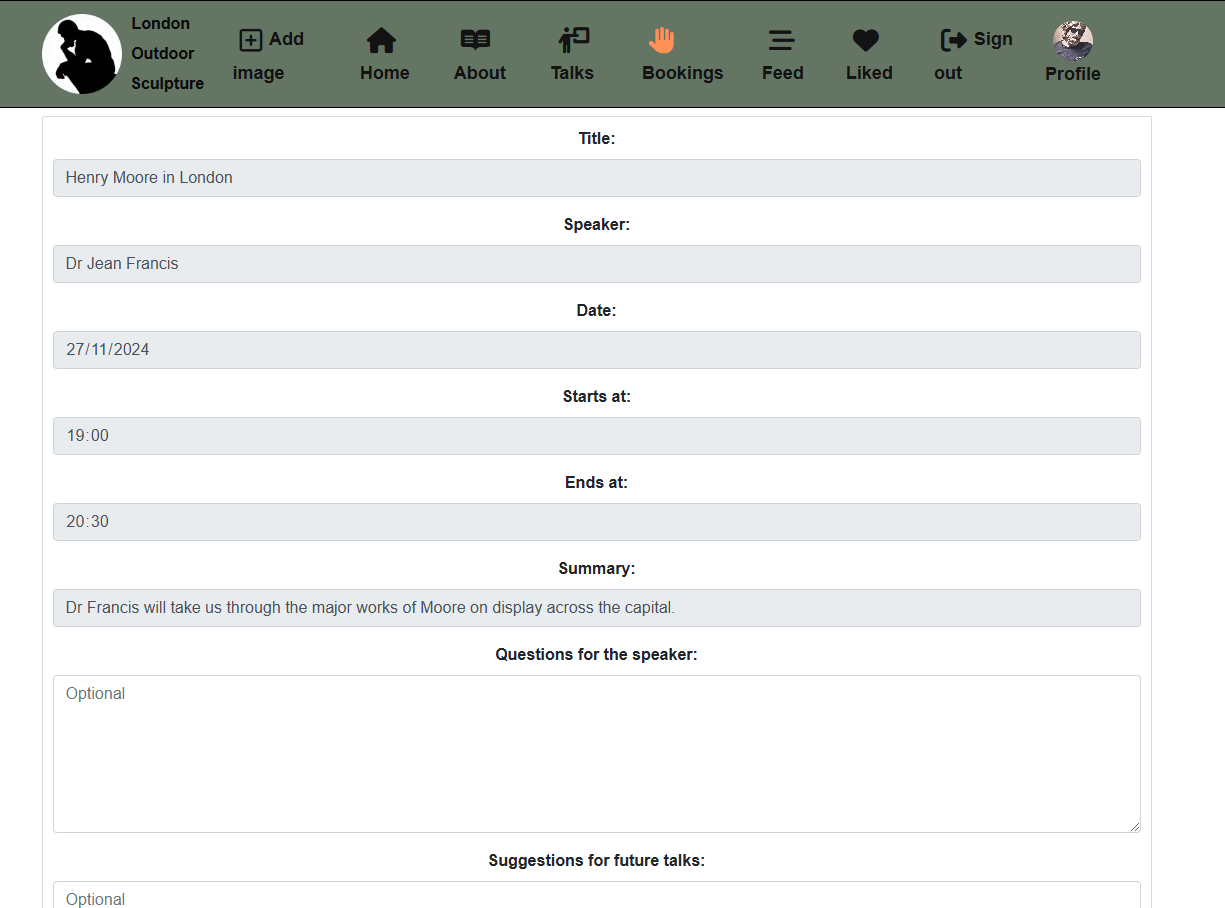 London
Outdoor
Sculpture
Add
image
Home
About
Talks
Bookings
Feed
Liked
Sign
out
Profile
Title:
Henry Moore in London
Speaker:
Dr Jean Francis
Date:
27/11/2024
Starts at:
19:00
Ends at:
20:30
Summary:
Dr Francis will take us through the major works of Moore on display across the capital.
Questions for the speaker:
Optional
Suggestions for future talks:
Optional